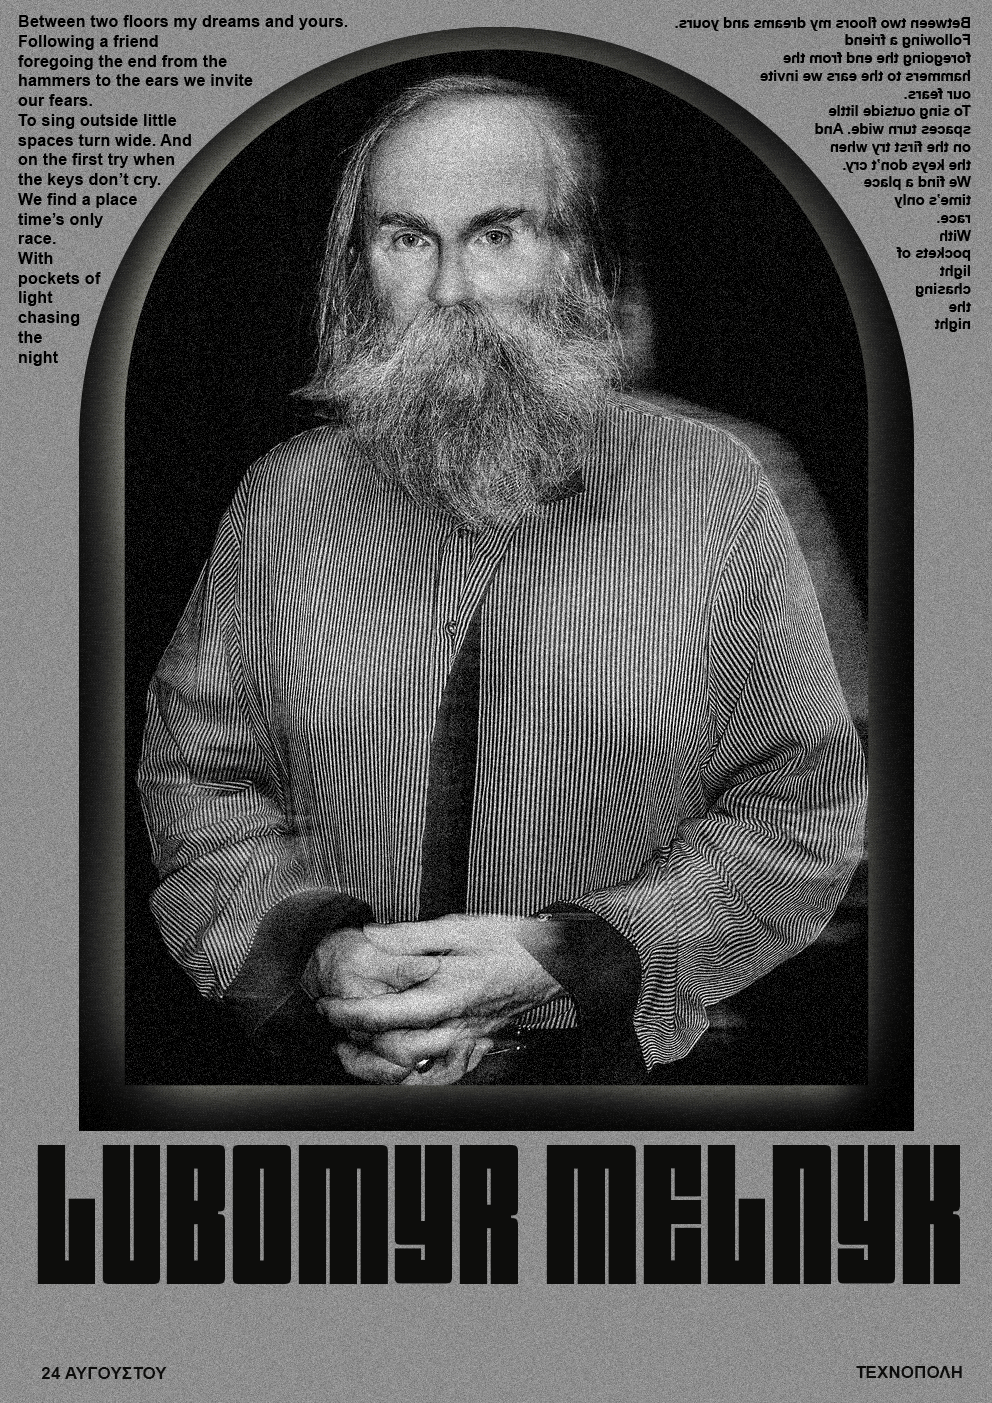 Between two floors my dreams and yours.
Following a friend
foregoing the end from the
hammers to the ears we invite
our fears.
To sing outside little
spaces turn wide. And
on the first try when
the keys don’t cry.
We find a place
time’s only
race.
With
pockets of
light
chasing
the
night
Between two floors my dreams and yours.
Following a friend
foregoing the end from the
hammers to the ears we invite
our fears.
To sing outside little
spaces turn wide. And
on the first try when
the keys don’t cry.
We find a place
time’s only
race.
With
pockets of
light
chasing
the
night
LUBOMYR MELNYK
24 ΑΥΓΟΥΣΤΟΥ
ΤΕΧΝΟΠΟΛΗ